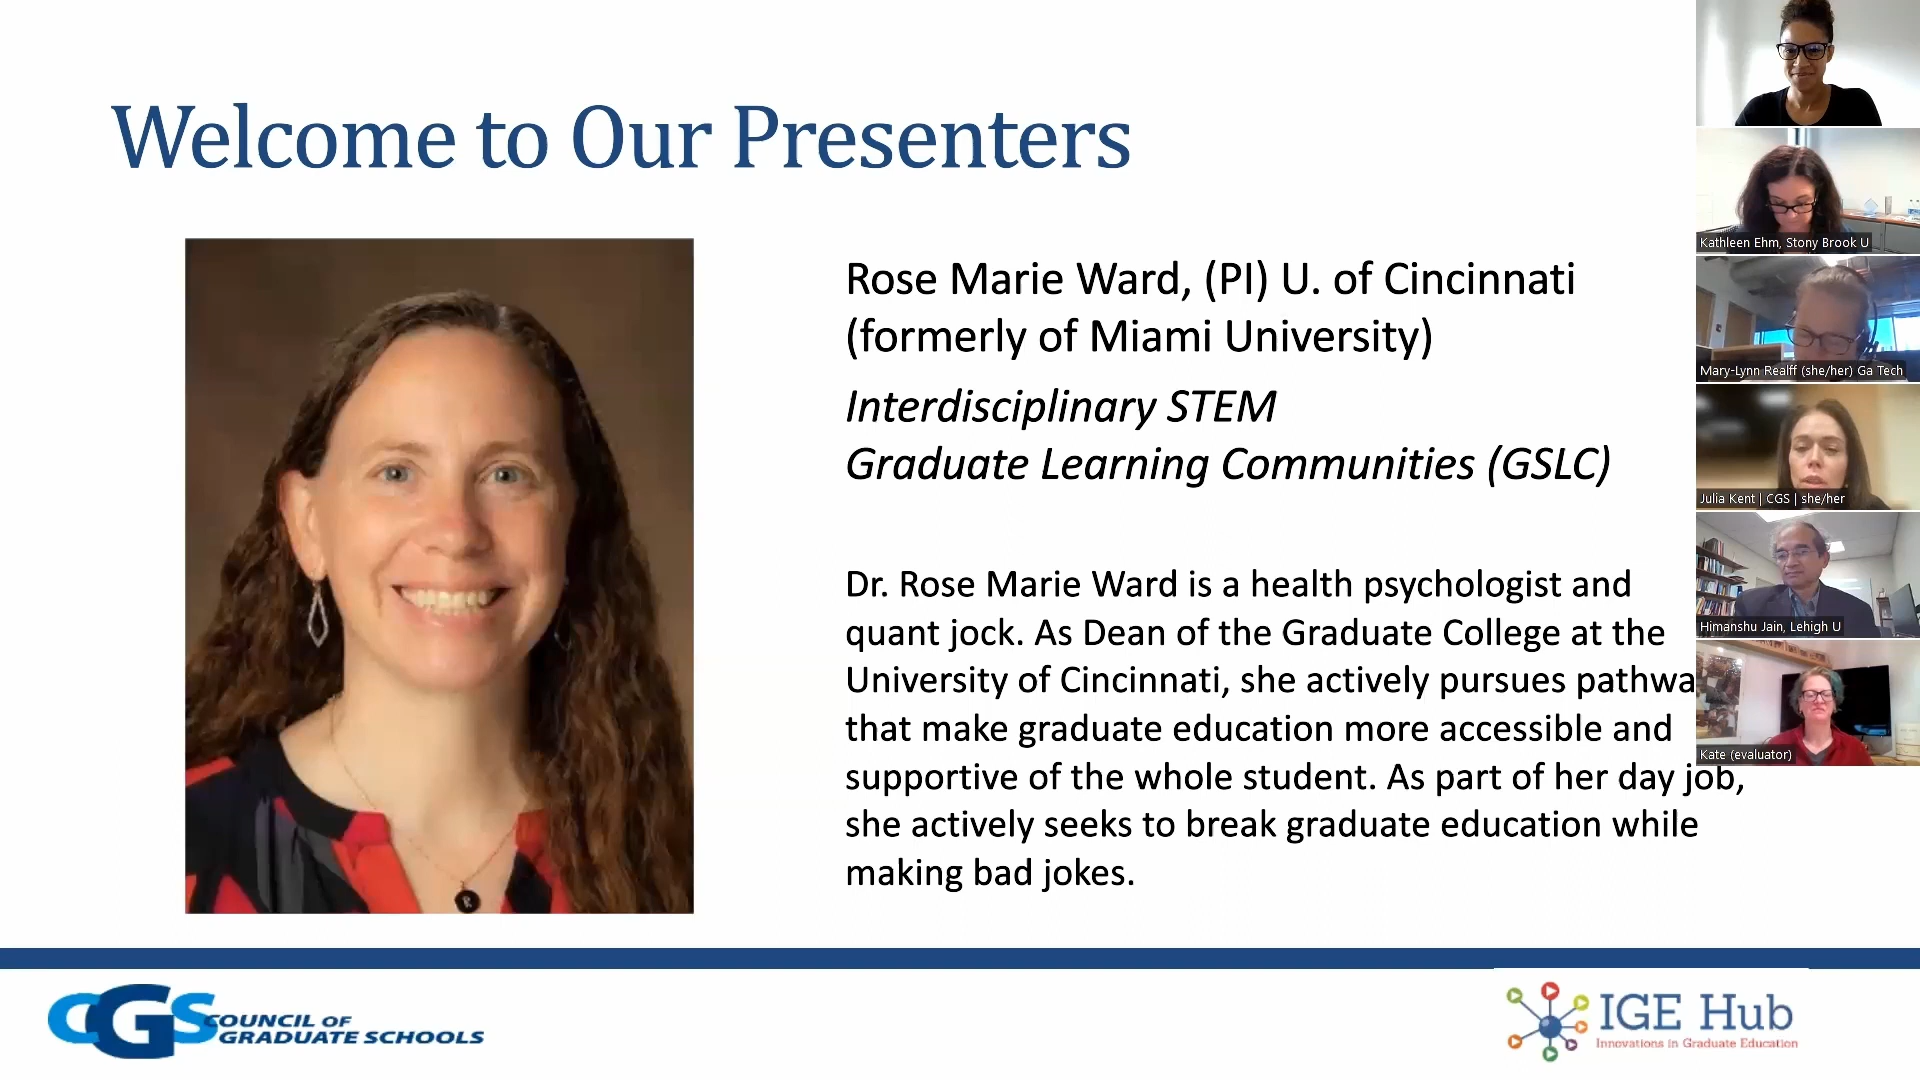 Welcome to Our Presenters
Rose Marie Ward, (PI) U. of Cincinnati
(formerly of Miami University)
Interdisciplinary STEM
Graduate Learning Communities (GSLC)
Dr. Rose Marie Ward is a health psychologist and
quant jock. As Dean of the Graduate College at the
University of Cincinnati, she actively pursues pathwa
that make graduate education more accessible and
supportive of the whole student. As part of her day job,
she actively seeks to break graduate education while
making bad jokes.
Kathleen Ehm, Stony Brook U
Mary-Lynn Realff (she/her) Ga Tech
Julia Kent | CGS | she/her
Himanshu Jain, Lehigh U
Kate (evaluator)
R
CGS COUNCIL OF
GRADUATE SCHOOLS
IGE Hub
Innovations in Graduate Education